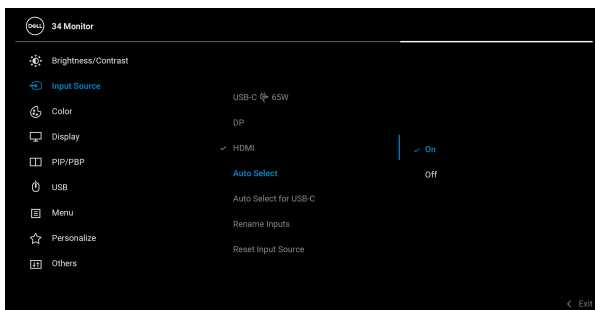 DELL 34 Monitor
Brightness/Contrast
Input Source
Color
Display
PIP/PBP
USB
Menu
Personalize
Others
USB-C 65W
DP
HDMI
Auto Select
Auto Select for USB-C
Rename Inputs
Reset Input Source
On
Off
Exit